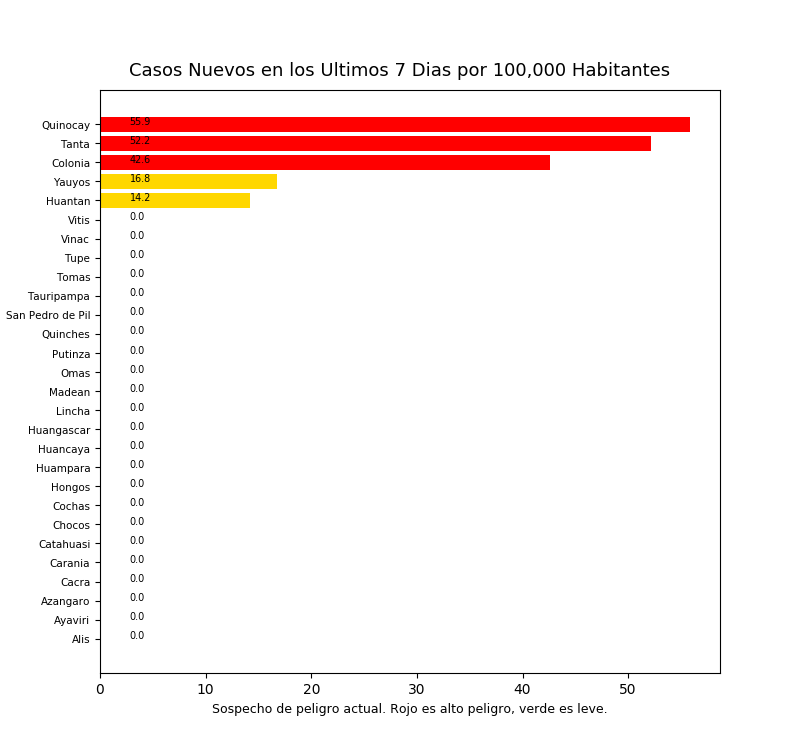 Casos Nuevos en los Ultimos 7 Dias por 100,000 Habitantes
Quinocay 55.9
Tanta 52.2
Colonia 42.6
Yauyos 16.8
Huantan 14.2
Vitis 0.0
Vinac 0.0
Tupe 0.0
Tomas 0.0
Tauripampa 0.0
San Pedro de Pil 0.0
Quinches 0.0
Putinza 0.0
Omas 0.0
Madean 0.0
Lincha 0.0
Huangascar 0.0
Huancaya 0.0
Huampara 0.0
Hongos 0.0
Cochas 0.0
Chocos 0.0
Catahuasi 0.0
Carania 0.0
Cacra 0.0
Azangaro 0.0
Ayaviri 0.0
Alis 0.0
0 10 20 30 40 50
Sospecho de peligro actual. Rojo es alto peligro, verde es leve.